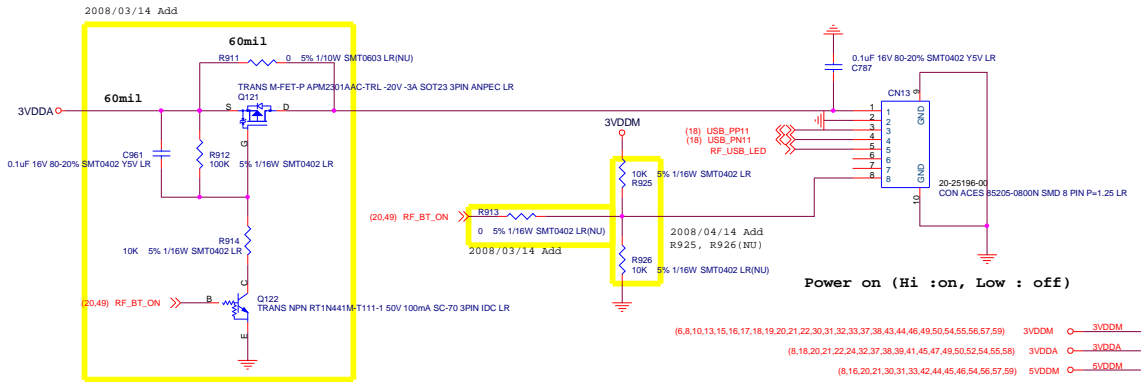 2008/03/14 Add
60mil
R911
0 5% 1/10W SMT0603 LR(NU)
TRANS M-FET-P APM2301AAC-TRL -20V -3A SOT23 3PIN ANPEC LR
60mil
Q121
3VDDA
S
D
G
C961
R912
0.1uF 16V 80-20% SMT0402 Y5V LR
100K 5% 1/16W SMT0402 LR
R914
10K 5% 1/16W SMT0402 LR
C
(20,49) RF_BT_ON
B
Q122
TRANS NPN RT1N441M-T111-1 50V 100mA SC-70 3PIN IDC LR
E
3VDDM
10K 5% 1/16W SMT0402 LR
R925
(20,49) RF_BT_ON
R913
0 5% 1/16W SMT0402 LR(NU)
2008/03/14 Add
2008/04/14 Add
R925, R926(NU)
R926
10K 5% 1/16W SMT0402 LR(NU)
0.1uF 16V 80-20% SMT0402 Y5V LR
C787
CN13
9
GND
1 1
2 2
3 3
4 4
5 5
6 6
7 7
8 8
GND
10
(18) USB_PP11
(18) USB_PN11
RF_USB_LED
20-25196-00
CON ACES 85205-0800N SMD 8 PIN P=1.25 LR
Power on (Hi :on, Low : off)
(6,8,10,13,15,16,17,18,19,20,21,22,30,31,32,33,37,38,43,44,46,49,50,54,55,56,57,59) 3VDDM 3VDDM
(8,18,20,21,22,24,32,37,38,39,41,45,47,49,50,52,54,55,58) 3VDDA 3VDDA
(8,16,20,21,30,31,33,42,44,45,46,54,56,57,59) 5VDDM 5VDDM